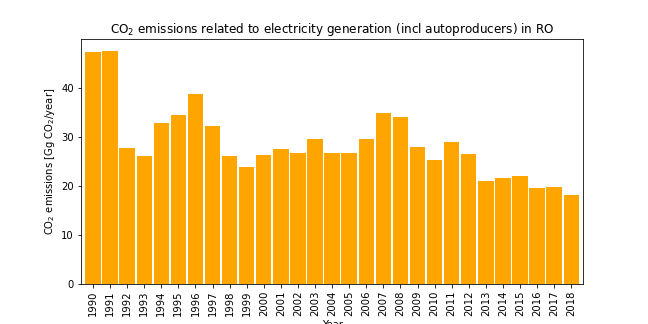 CO₂ emissions related to electricity generation (incl autoproducers) in RO
CO₂ emissions [Gg CO₂/year]
40
30
20
10
0
1990 1991 1992 1993 1994 1995 1996 1997 1998 1999 2000 2001 2002 2003 2004 2005 2006 2007 2008 2009 2010 2011 2012 2013 2014 2015 2016 2017 2018
Year